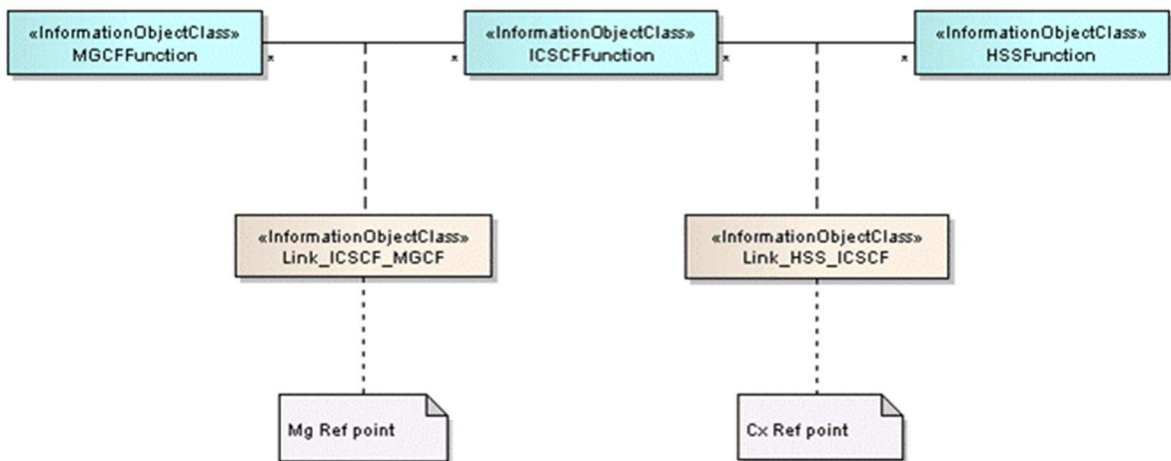 «InformationObjectClass»
MGCFFunction
«InformationObjectClass»
ICSCFFunction
«InformationObjectClass»
HSSFunction
* * * *
«InformationObjectClass»
Link_ICSCF_MGCF
«InformationObjectClass»
Link_HSS_ICSCF
Mg Ref point
Cx Ref point